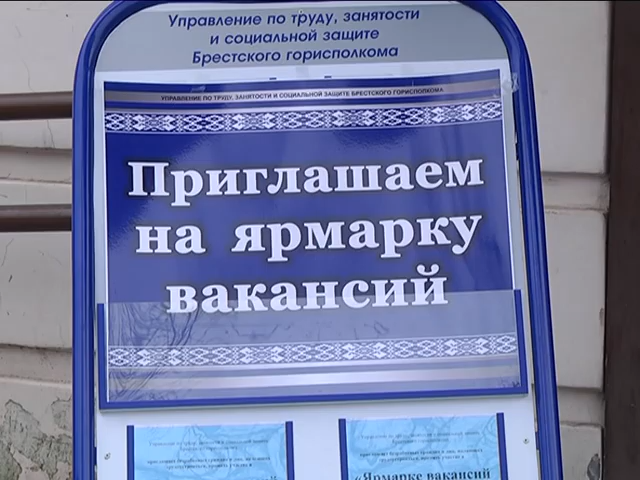 Управление по труду, занятости
и социальной защите
Брестского горисполкома
УПРАВЛЕНИЕ ПО ТРУДУ, ЗАНЯТОСТИ И СОЦИАЛЬНОЙ ЗАЩИТЕ БРЕСТСКОГО ГОРИСПОЛКОМА
Приглашаем
на ярмарку
вакансий
«Ярмарке вакансий